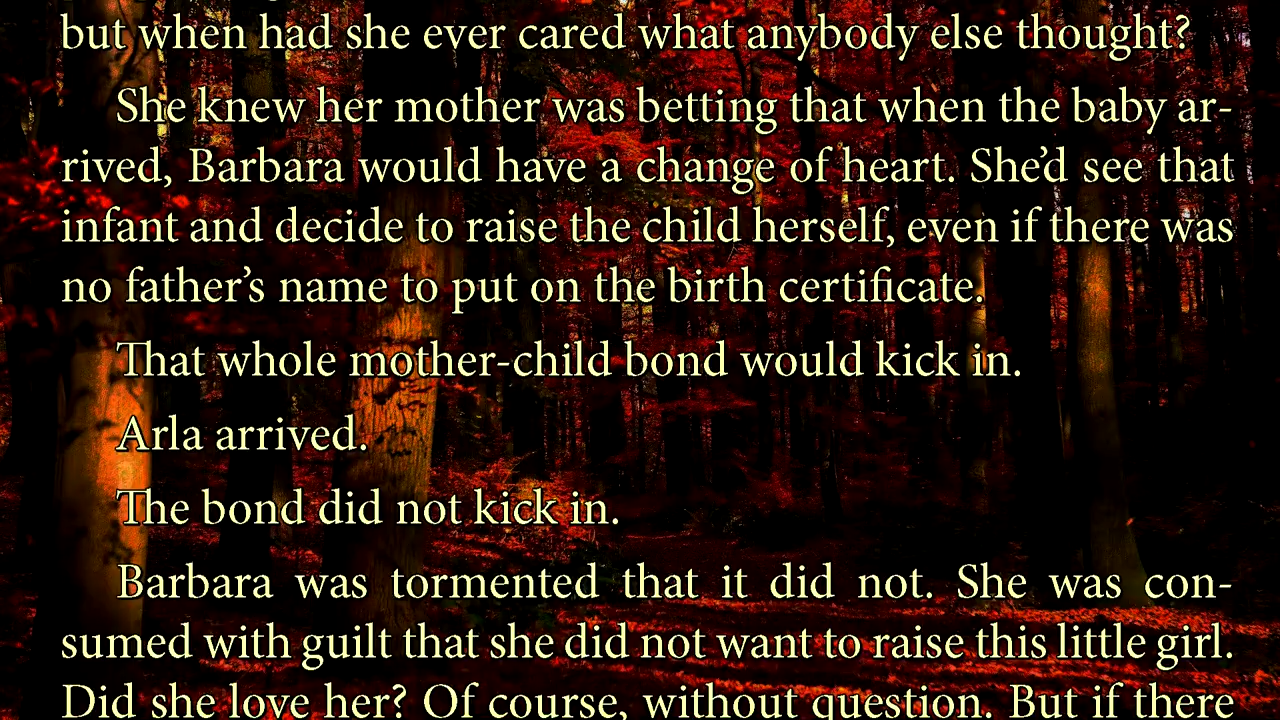 but when had she ever cared what anybody else thought?
She knew her mother was betting that when the baby ar-
rived, Barbara would have a change of heart. She’d see that
infant and decide to raise the child herself, even if there was
no father’s name to put on the birth certificate.
That whole mother-child bond would kick in.
Arla arrived.
The bond did not kick in.
Barbara was tormented that it did not. She was con-
sumed with guilt that she did not want to raise this little girl.
Did she love her? Of course, without question. But if there